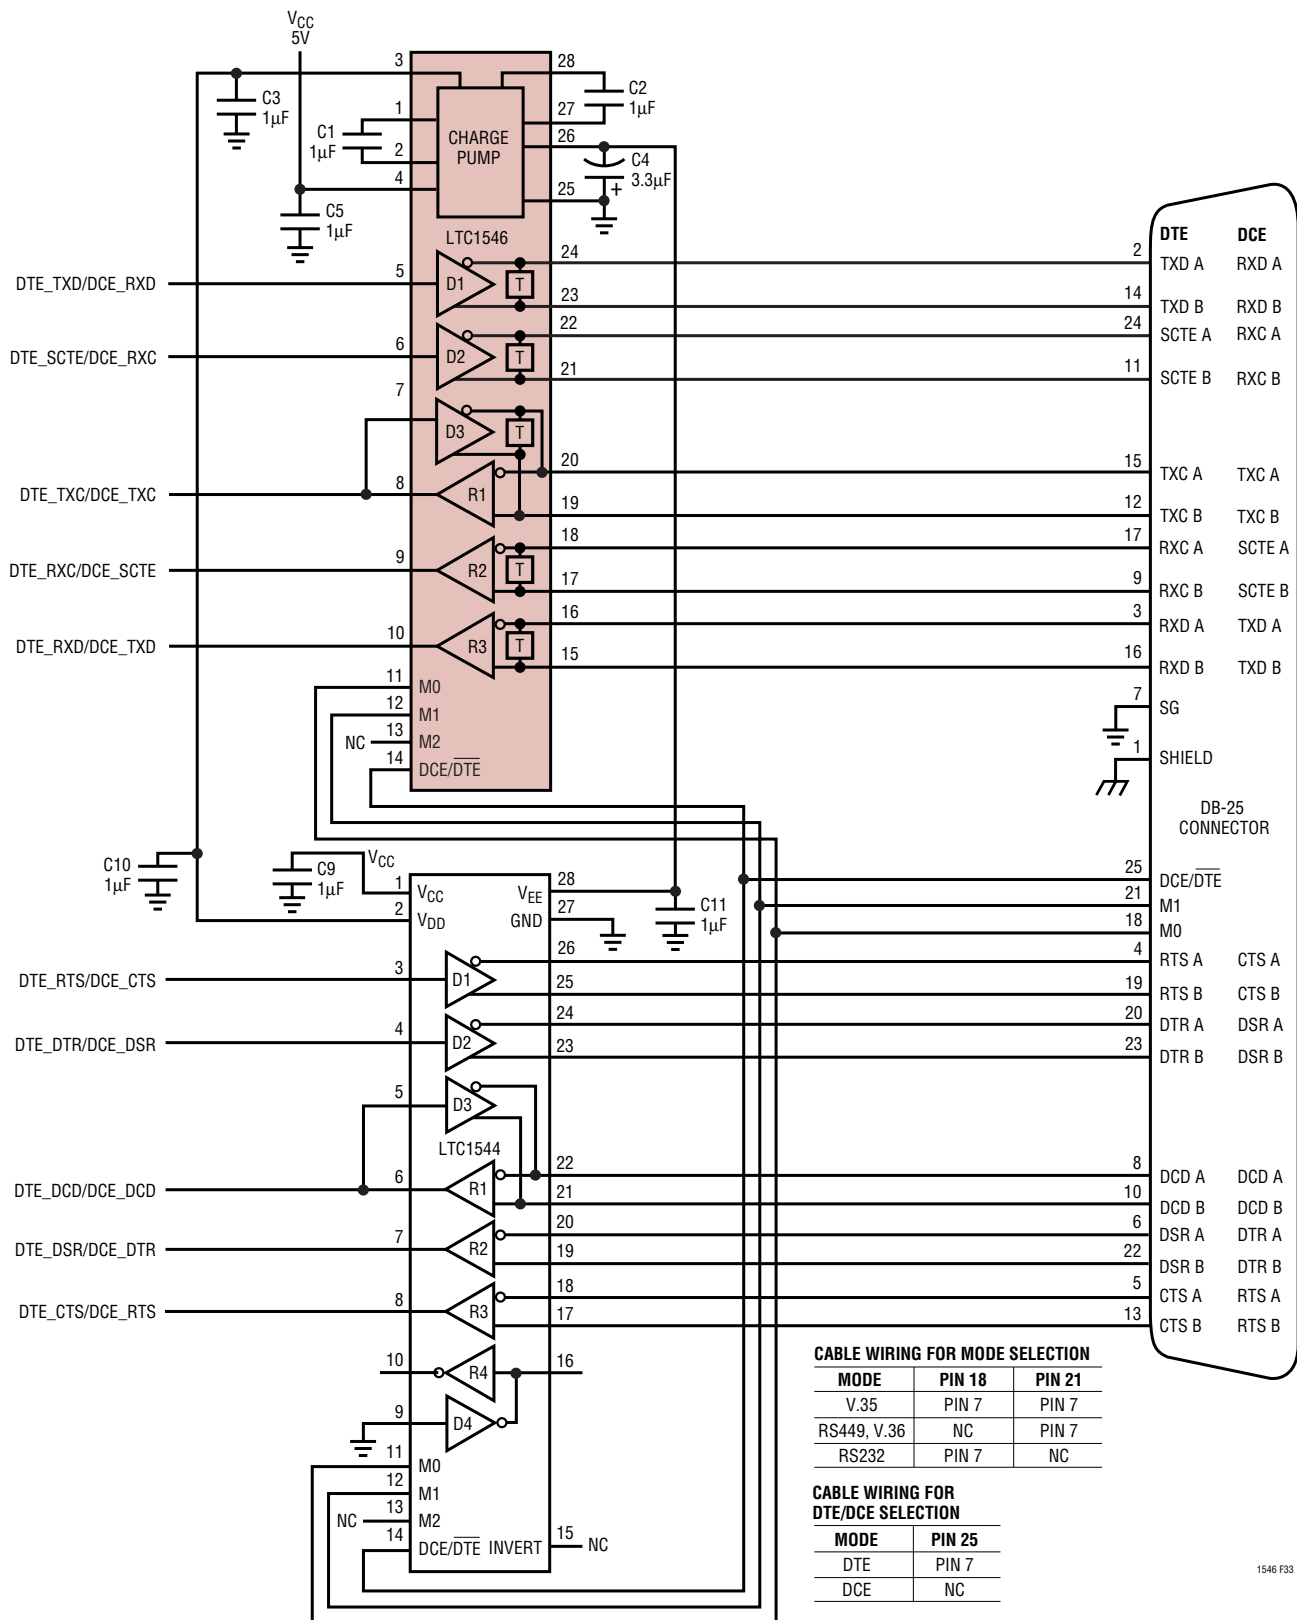 VCC
5V
3
28
C3
1µF
C2
1µF
1
27
C1
1µF
CHARGE
PUMP
2
26
C4
3.3µF
+
4
25
C5
1µF
LTC1546
DTE DCE
DTE_TXD/DCE_RXD 5 D1 T 24 2 TXD A RXD A
23 14 TXD B RXD B
DTE_SCTE/DCE_RXC 6 D2 T 22 24 SCTE A RXC A
21 11 SCTE B RXC B
7 D3 T
20 15 TXC A TXC A
DTE_TXC/DCE_TXC 8 R1
19 12 TXC B TXC B
18 17 RXC A SCTE A
DTE_RXC/DCE_SCTE 9 R2 T
17 9 RXC B SCTE B
16 3 RXD A TXD A
DTE_RXD/DCE_TXD 10 R3 T
15 16 RXD B TXD B
11 M0
7 SG
12 M1
NC 13 M2
1 SHIELD
14 DCE/DTE
DB-25
CONNECTOR
C10
1µF
C9
1µF
VCC
25 DCE/DTE
1 VCC VEE 28
21 M1
2 VDD GND 27
C11
1µF
18 M0
26 4 RTS A CTS A
DTE_RTS/DCE_CTS 3 D1
25 19 RTS B CTS B
24 20 DTR A DSR A
DTE_DTR/DCE_DSR 4 D2
23 23 DTR B DSR B
5 D3
LTC1544
22 8 DCD A DCD A
DTE_DCD/DCE_DCD 6 R1
21 10 DCD B DCD B
20 6 DSR A DTR A
DTE_DSR/DCE_DTR 7 R2
19 22 DSR B DTR B
18 5 CTS A RTS A
DTE_CTS/DCE_RTS 8 R3
17 13 CTS B RTS B
10 R4 16
9 D4
11 M0
12 M1
NC 13 M2
14 DCE/DTE INVERT 15 NC
CABLE WIRING FOR MODE SELECTION
MODE PIN 18 PIN 21
V.35 PIN 7 PIN 7
RS449, V.36 NC PIN 7
RS232 PIN 7 NC
CABLE WIRING FOR
DTE/DCE SELECTION
MODE PIN 25
DTE PIN 7
DCE NC
1546 F33